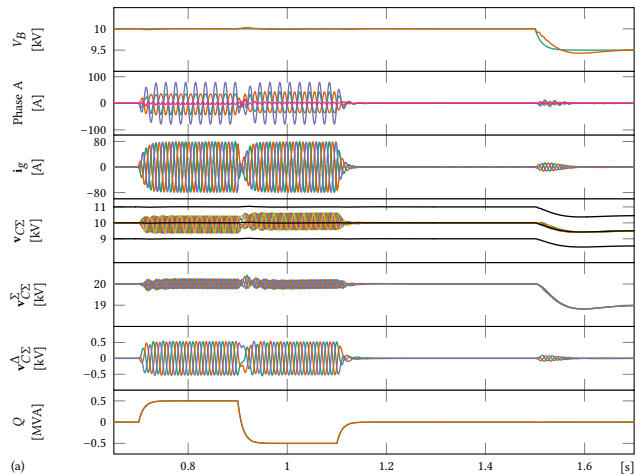 V_B
[kV]
10
9.5
Phase A
[A]
100
0
−100
i_g
[A]
80
0
−80
v_CΣ
[kV]
11
10
9
v^Σ_CΣ
[kV]
20
19
v^Δ_CΣ
[kV]
0.5
0
−0.5
Q
[MVA]
0.5
0
−0.5
(a)
0.8
1
1.2
1.4
1.6
[s]